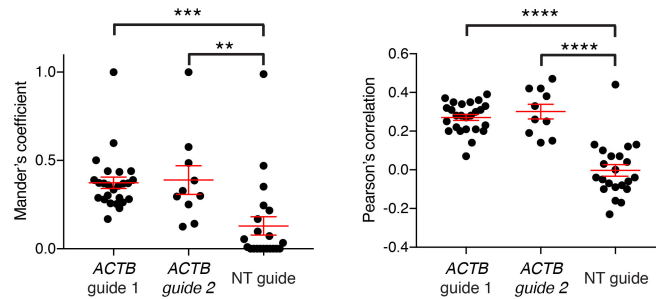 ***
**
Mander's coefficient
1.0
0.5
0.0
ACTB
guide 1
ACTB
guide 2
NT guide
****
****
Pearson's correlation
0.6
0.4
0.2
0.0
-0.2
-0.4
ACTB
guide 1
ACTB
guide 2
NT guide